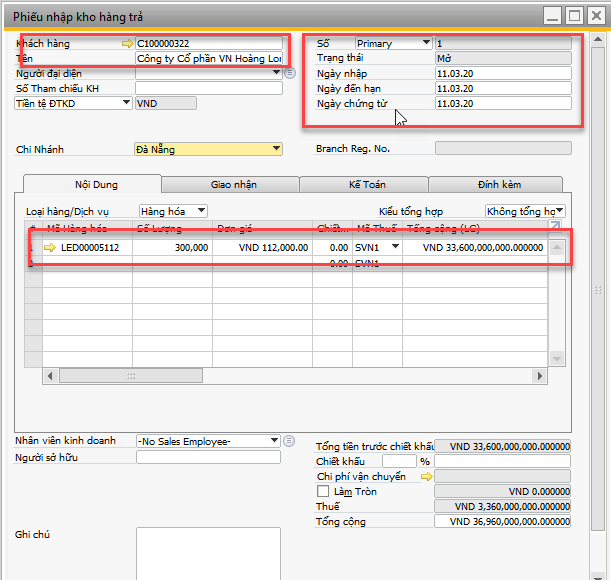 Phiếu nhập kho hàng trả
Khách hàng C100000322 Số Primary 1
Tên Công ty Cổ phần VN Hoàng Lon Trạng thái Mở
Người đại diện Ngày nhập 11.03.20
Số Tham chiếu KH Ngày đến hạn 11.03.20
Tiền tệ ĐTKD VND Ngày chứng từ 11.03.20
Chi Nhánh Đà Nẵng Branch Reg. No.
Nội Dung Giao nhận Kế Toán Đính kèm
Loại hàng/Dịch vụ Hàng hóa Kiểu tổng hợp Không tổng hợ
# Mã Hàng hóa Số Lượng Đơn giá Chiết... Mã Thuế Tổng cộng (LC)
1 LED00005112 300,000 VND 112,000.00 0.00 SVN1 VND 33,600,000,000.000000
2 0.00 SVN1
Nhân viên kinh doanh -No Sales Employee- Tổng tiền trước chiết khấu VND 33,600,000,000.000000
Người sở hữu Chiết khấu %
Chi phí vận chuyển
Làm Tròn VND 0.000000
Thuế VND 3,360,000,000.000000
Tổng cộng VND 36,960,000,000.000000
Ghi chú